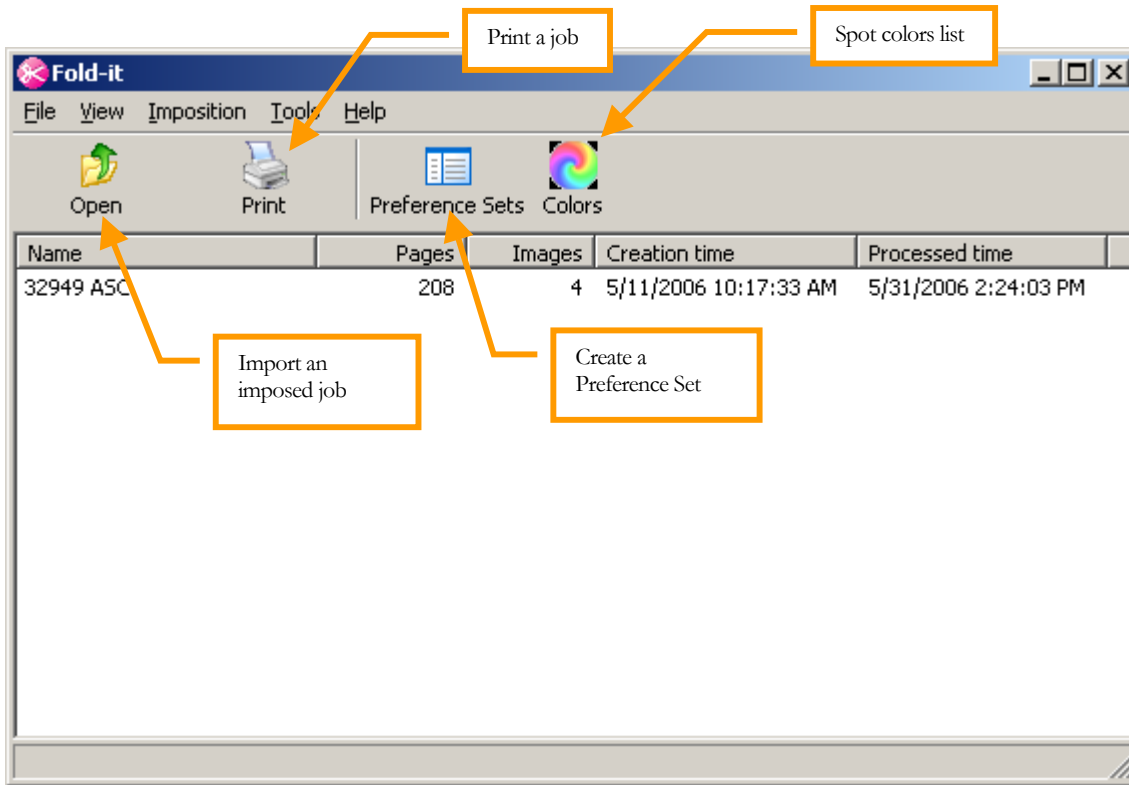 Print a job
Spot colors list
Fold-it
File View Imposition Tools Help
Open Print Preference Sets Colors
Name Pages Images Creation time Processed time
32949 ASC 208 4 5/11/2006 10:17:33 AM 5/31/2006 2:24:03 PM
Import an
imposed job
Create a
Preference Set